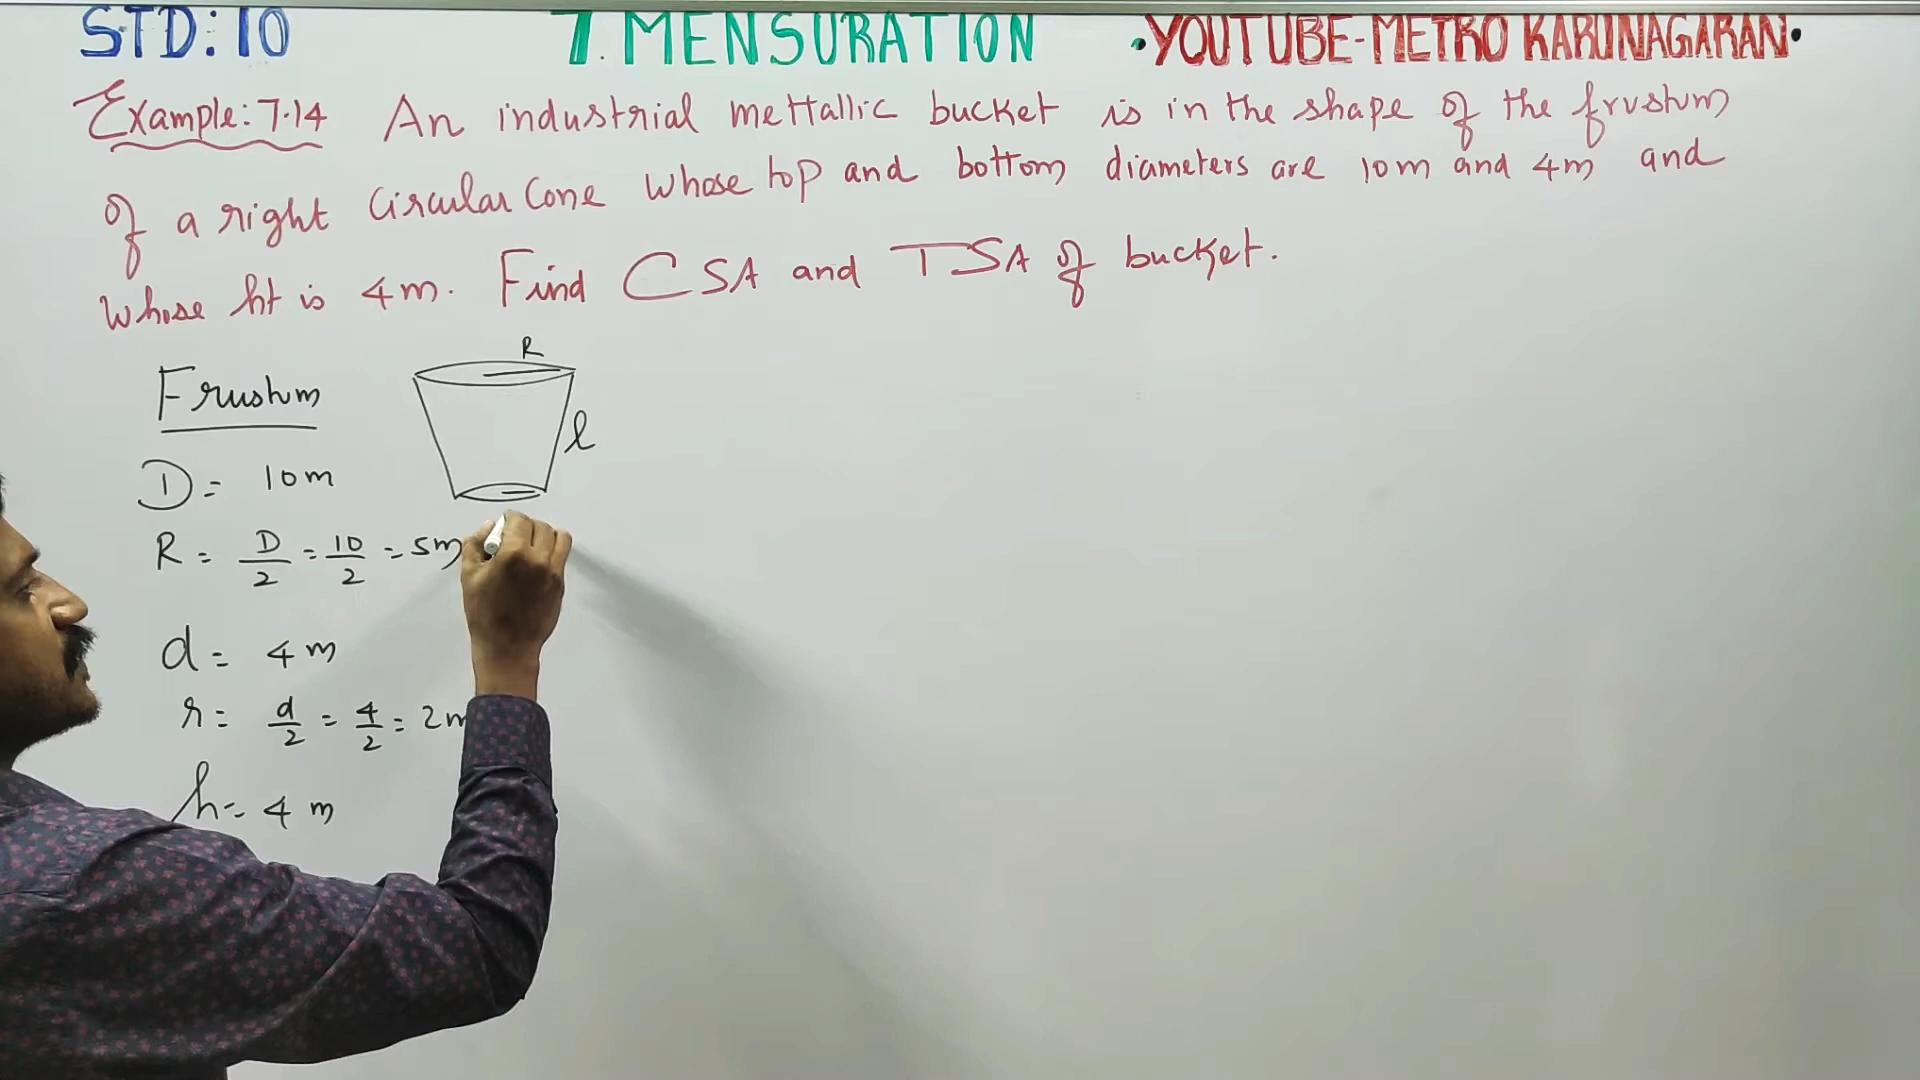 STD: 10
7. MENSURATION
•YOUTUBE-METRO KARUNAGARAN•
Example: 7.14 An industrial mettallic bucket is in the shape of the frustum
of a right circular cone whose top and bottom diameters are 10m and 4m and
whose ht is 4m. Find CSA and TSA of bucket.
Frustum
R
l
D = 10m
R = D/2 = 10/2 = 5m
d = 4m
r = d/2 = 4/2 = 2m
h = 4m